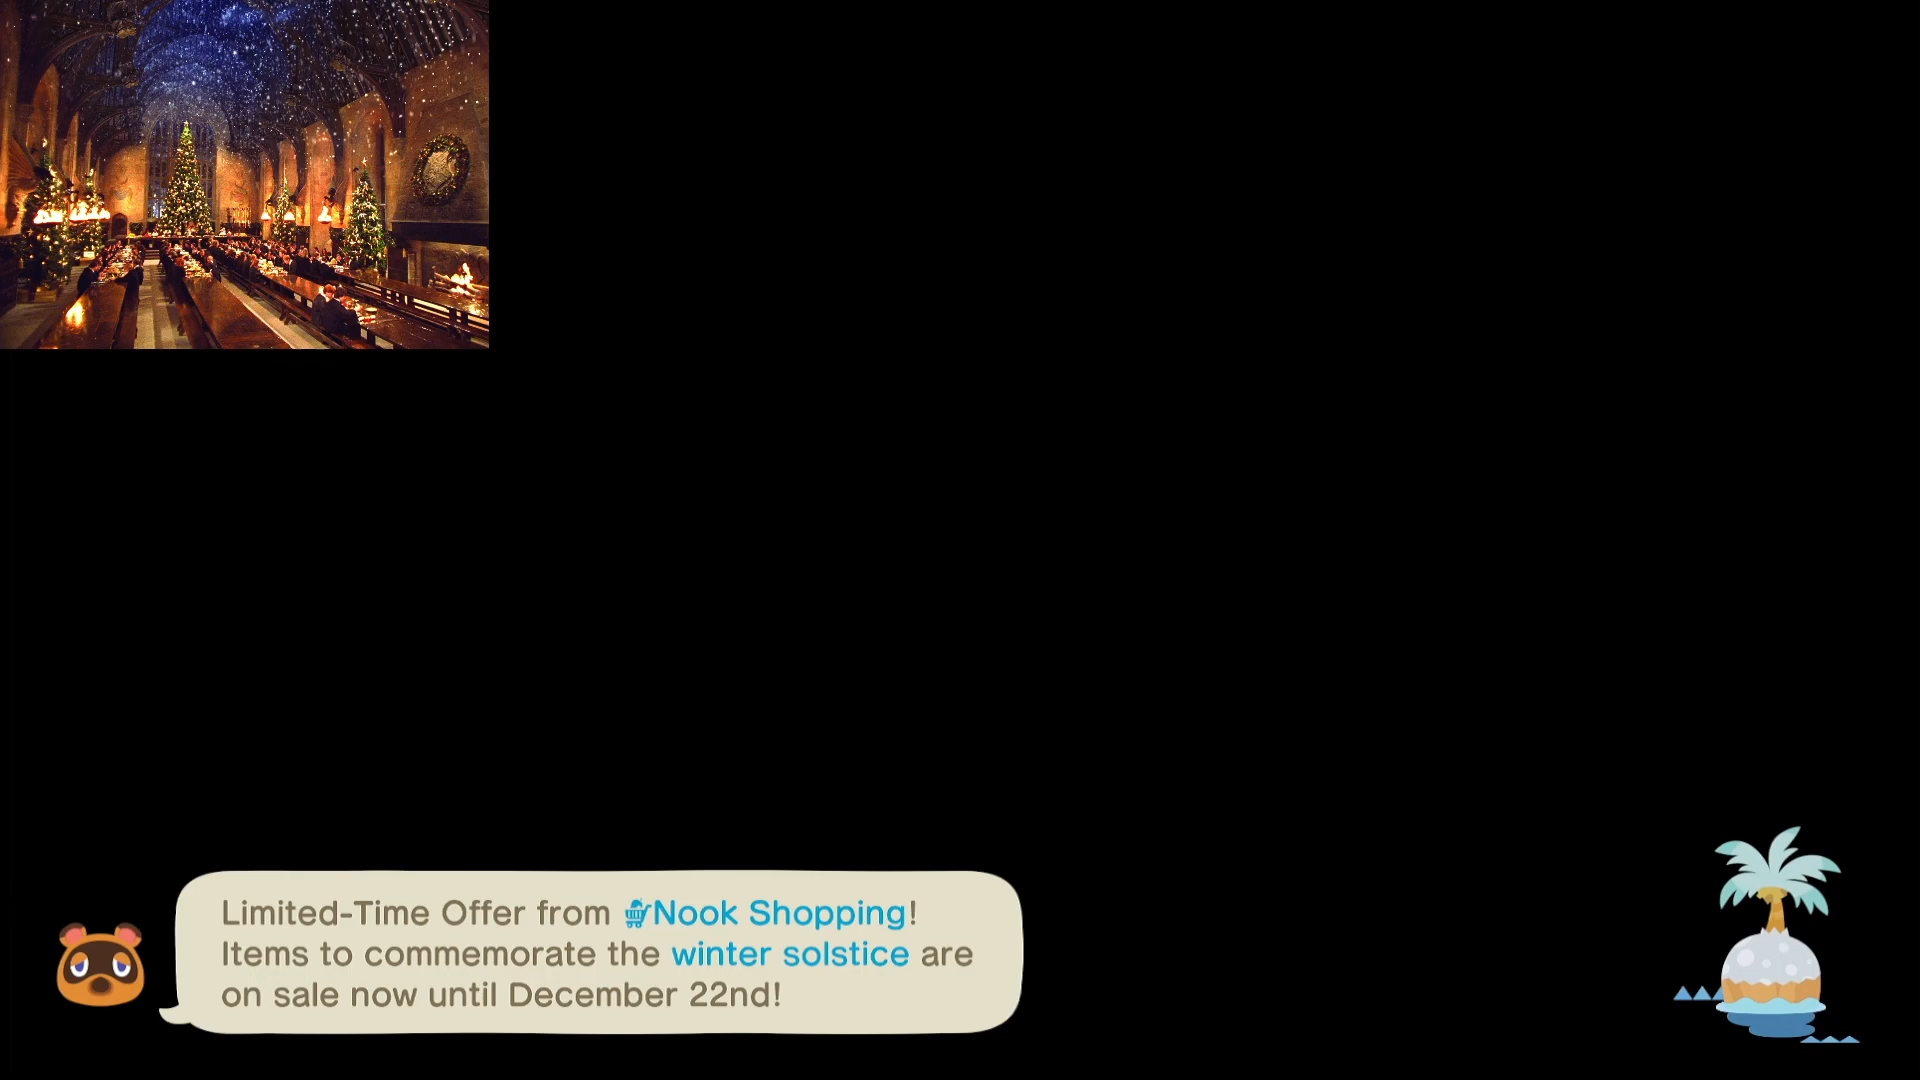 Limited-Time Offer from Nook Shopping!
Items to commemorate the winter solstice are
on sale now until December 22nd!